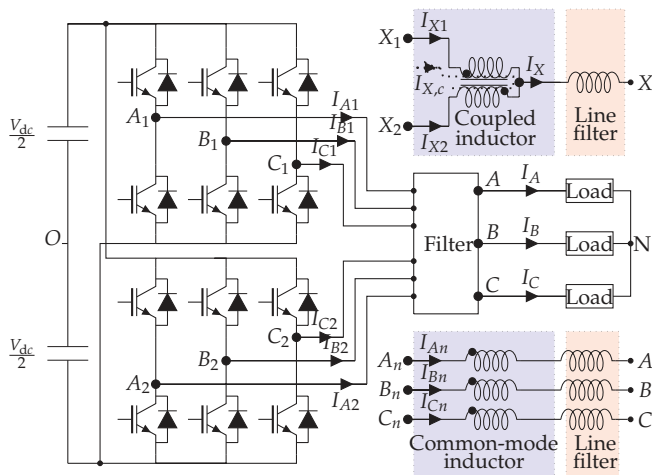 V_dc/2
O
V_dc/2
A_1
B_1
C_1
I_A1
I_B1
I_C1
C_2
B_2
A_2
I_C2
I_B2
I_A2
X_1
I_X1
I_X,c
I_X
X
X_2
I_X2
Coupled
inductor
Line
filter
Filter
A
I_A
Load
B
I_B
Load
N
C
I_C
Load
A_n
I_An
A
B_n
I_Bn
B
C_n
I_Cn
C
Common-mode
inductor
Line
filter